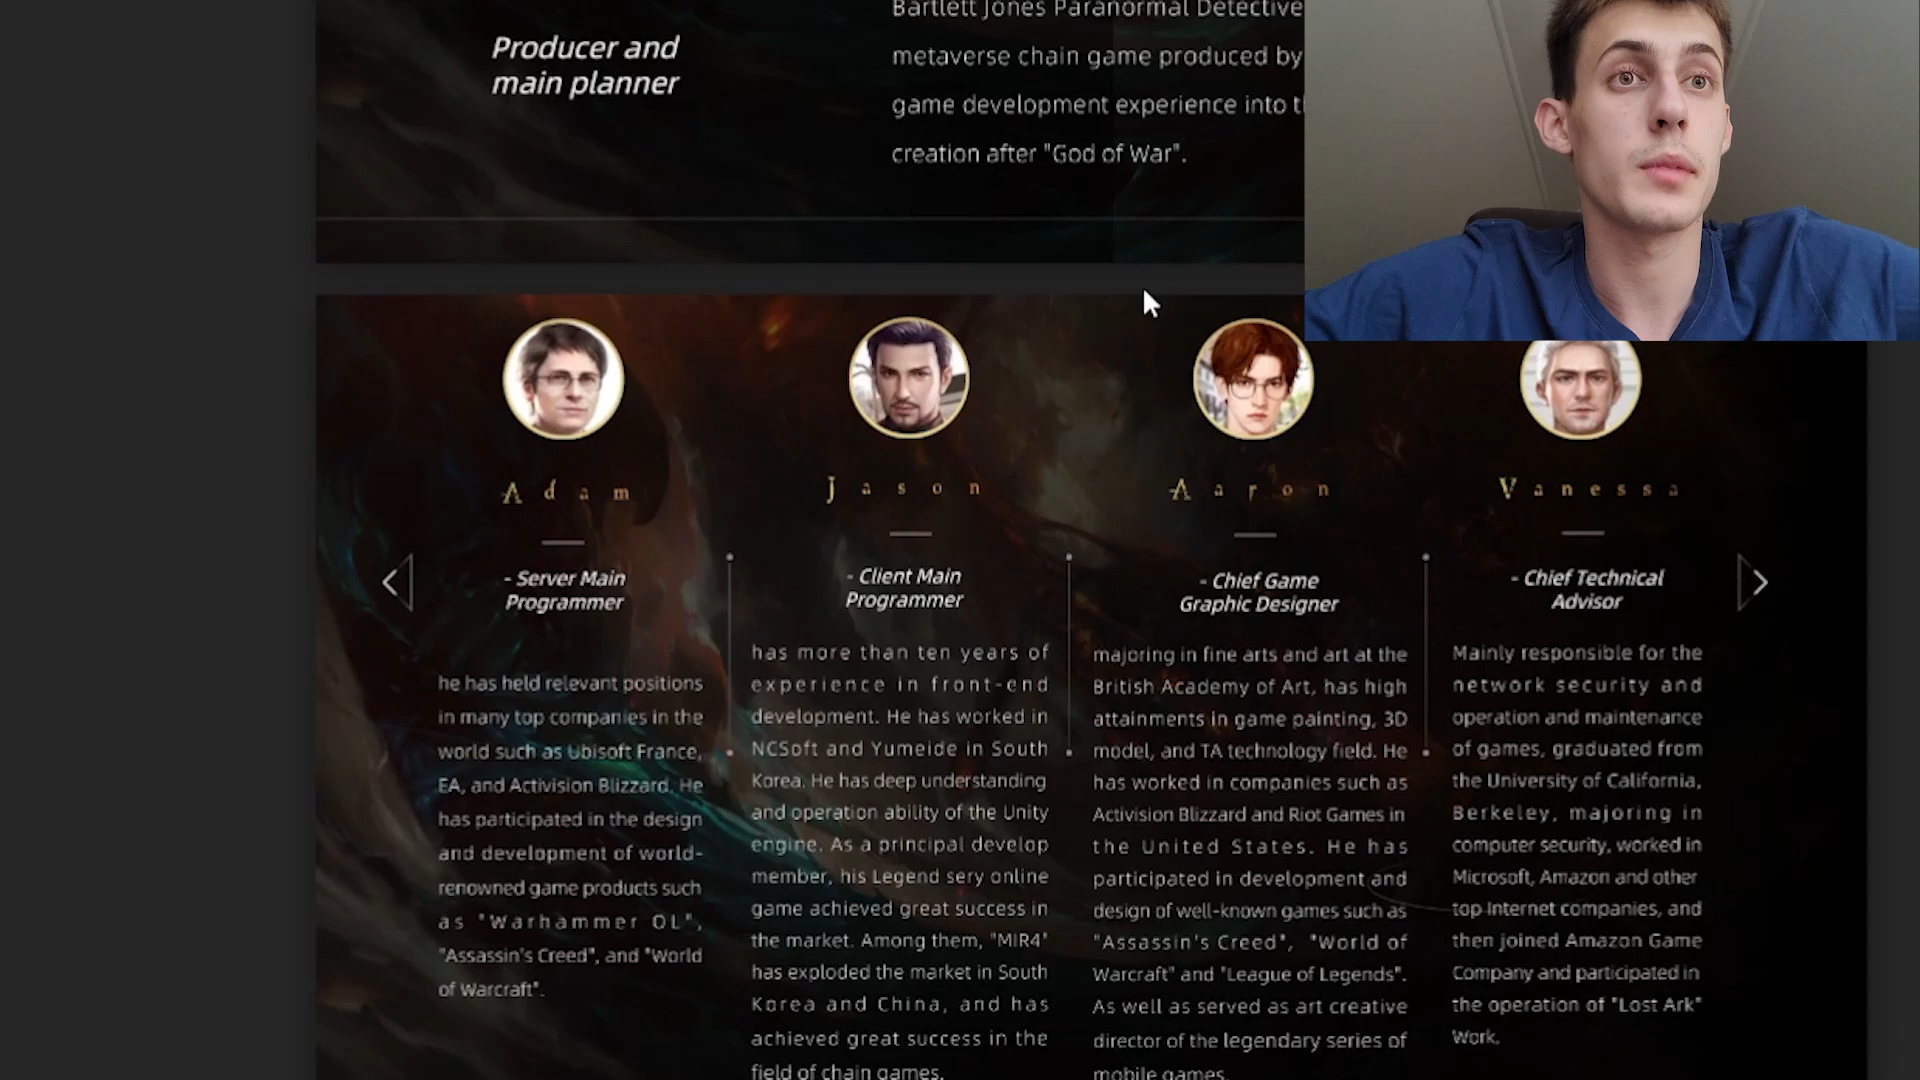 Producer and
main planner
Bartlett Jones Paranormal Detective
metaverse chain game produced by
game development experience into
creation after "God of War".
Adam
- Server Main
Programmer
he has held relevant positions
in many top companies in the
world such as Ubisoft France,
EA, and Activision Blizzard. He
has participated in the design
and development of world-
renowned game products such
as "Warhammer OL",
"Assassin's Creed", and "World
of Warcraft".
Jason
- Client Main
Programmer
has more than ten years of
experience in front-end
development. He has worked in
NCSoft and Yumeide in South
Korea. He has deep understanding
and operation ability of the Unity
engine. As a principal develop
member, his Legend sery online
game achieved great success in
the market. Among them, "MIR4"
has exploded the market in South
Korea and China, and has
achieved great success in the
field of chain games.
Aaron
- Chief Game
Graphic Designer
majoring in fine arts and art at the
British Academy of Art, has high
attainments in game painting, 3D
model, and TA technology field. He
has worked in companies such as
Activision Blizzard and Riot Games in
the United States. He has
participated in development and
design of well-known games such as
"Assassin's Creed", "World of
Warcraft" and "League of Legends".
As well as served as art creative
director of the legendary series of
mobile games.
Vanessa
- Chief Technical
Advisor
Mainly responsible for the
network security and
operation and maintenance
of games, graduated from
the University of California,
Berkeley, majoring in
computer security, worked in
Microsoft, Amazon and other
top Internet companies, and
then joined Amazon Game
Company and participated in
the operation of "Lost Ark"
Work.